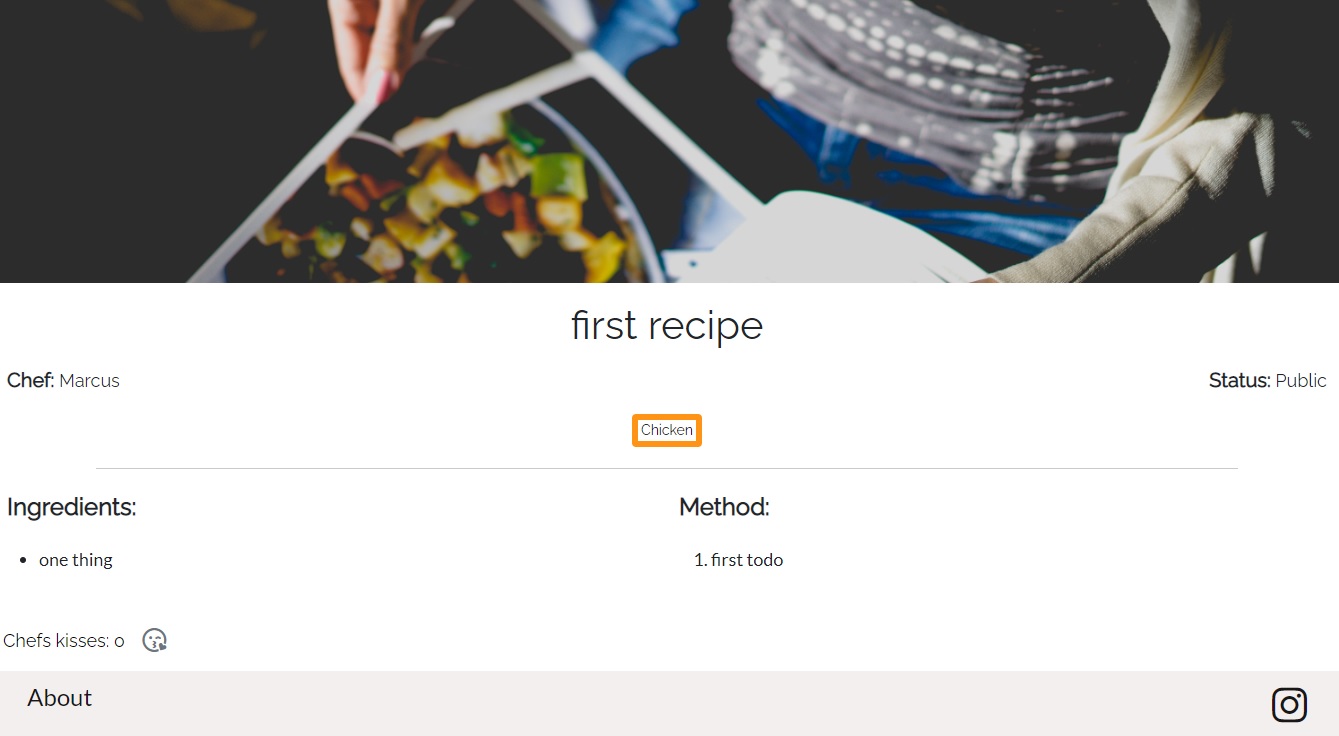 first recipe
Chef: Marcus
Status: Public
Chicken
Ingredients:
• one thing
Method:
1. first todo
Chefs kisses: 0
About